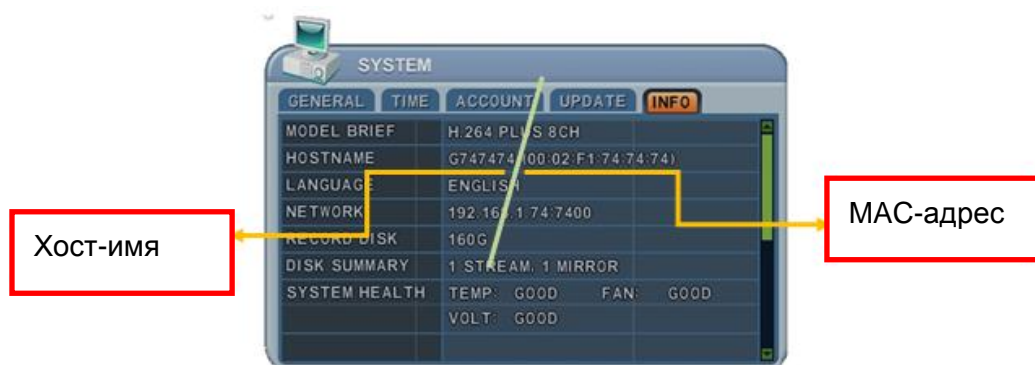 SYSTEM
GENERAL TIME ACCOUNT UPDATE INFO
MODEL BRIEF H.264 PLUS 8CH
HOSTNAME G747474(00:02:F1:74:74:74)
LANGUAGE ENGLISH
NETWORK 192.168.1.74:7400
RECORD DISK 160G
DISK SUMMARY 1 STREAM, 1 MIRROR
SYSTEM HEALTH TEMP: GOOD FAN: GOOD
VOLT: GOOD
Хост-имя
МАС-адрес